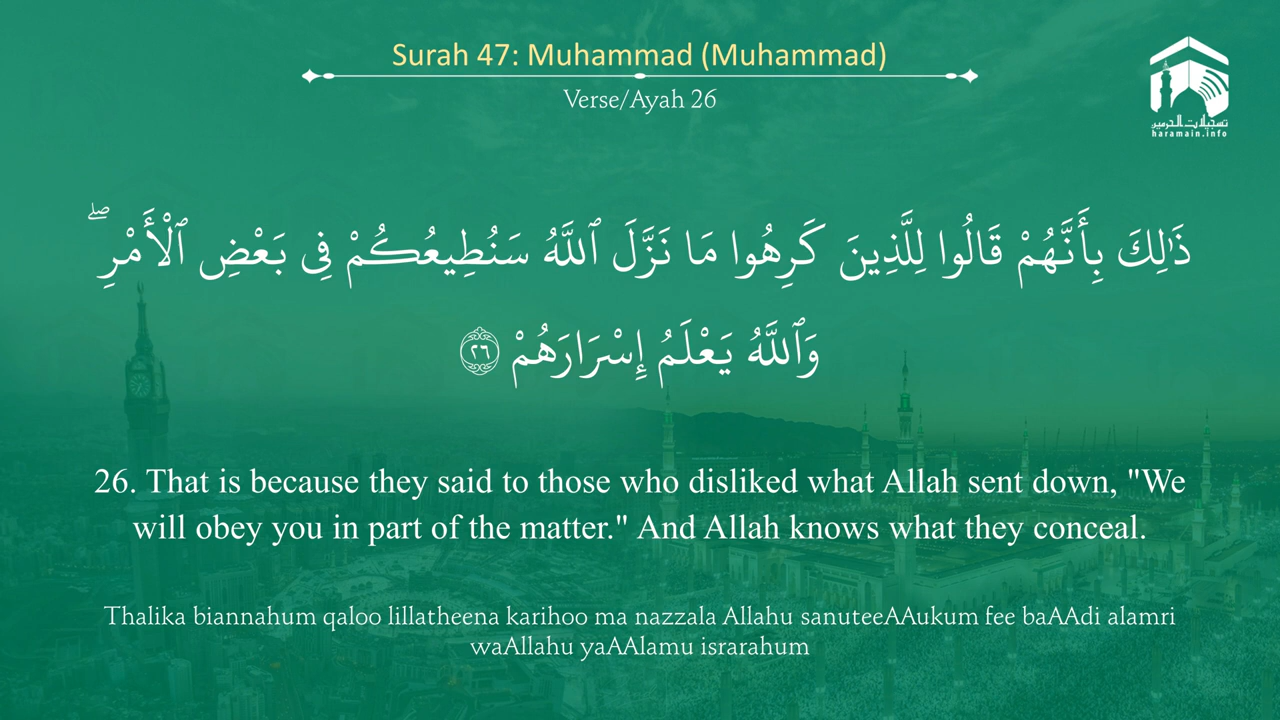 Surah 47: Muhammad (Muhammad)
Verse/Ayah 26
تسجيلات الحرمين
haramain.info
ذَٰلِكَ بِأَنَّهُمْ قَالُوا لِلَّذِينَ كَرِهُوا مَا نَزَّلَ ٱللَّهُ سَنُطِيعُكُمْ فِى بَعْضِ ٱلْأَمْرِ ۖ
وَٱللَّهُ يَعْلَمُ إِسْرَارَهُمْ ٢٦
26. That is because they said to those who disliked what Allah sent down, "We
will obey you in part of the matter." And Allah knows what they conceal.
Thalika biannahum qaloo lillatheena karihoo ma nazzala Allahu sanuteeAAukum fee baAAdi alamri
waAllahu yaAAlamu israrahum